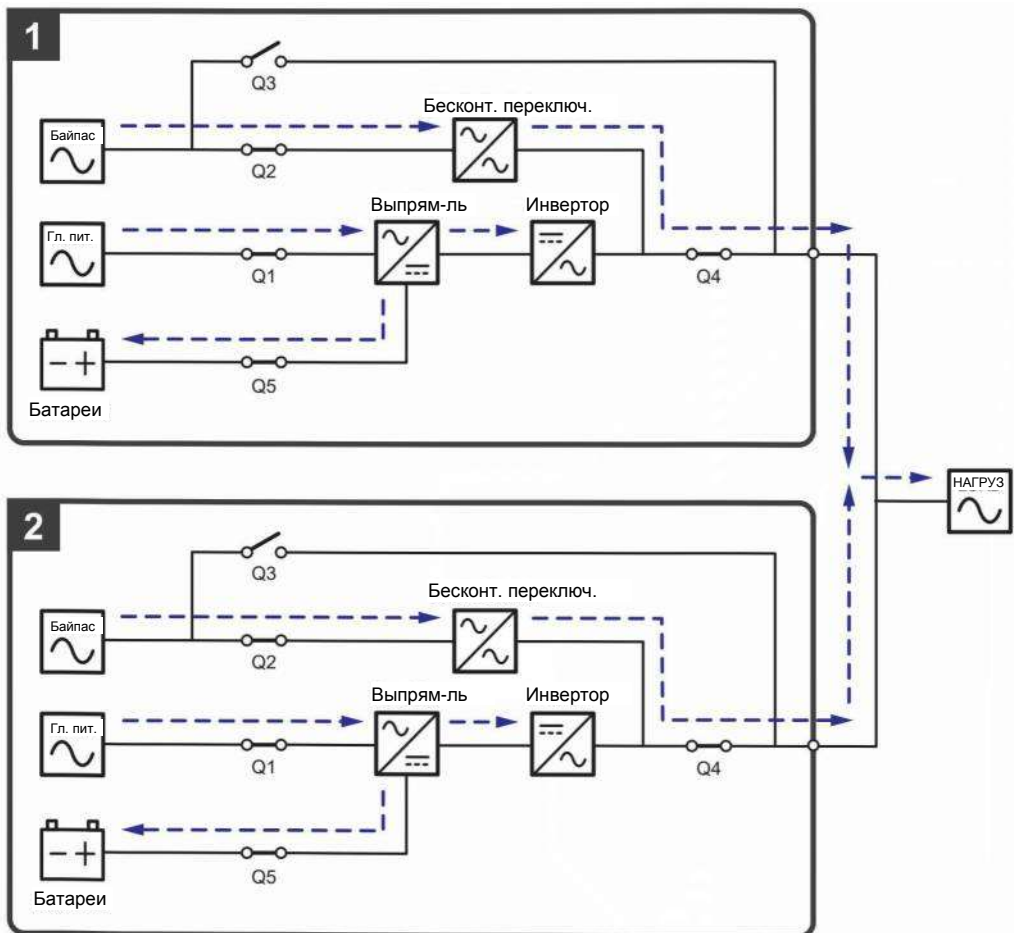 1
Q3
Бесконт. переключ.
Байпас
Q2
Выпрям-ль
Инвертор
Гл. пит.
Q1
Q4
Q5
Батареи
НАГРУЗ
2
Q3
Бесконт. переключ.
Байпас
Q2
Выпрям-ль
Инвертор
Гл. пит.
Q1
Q4
Q5
Батареи